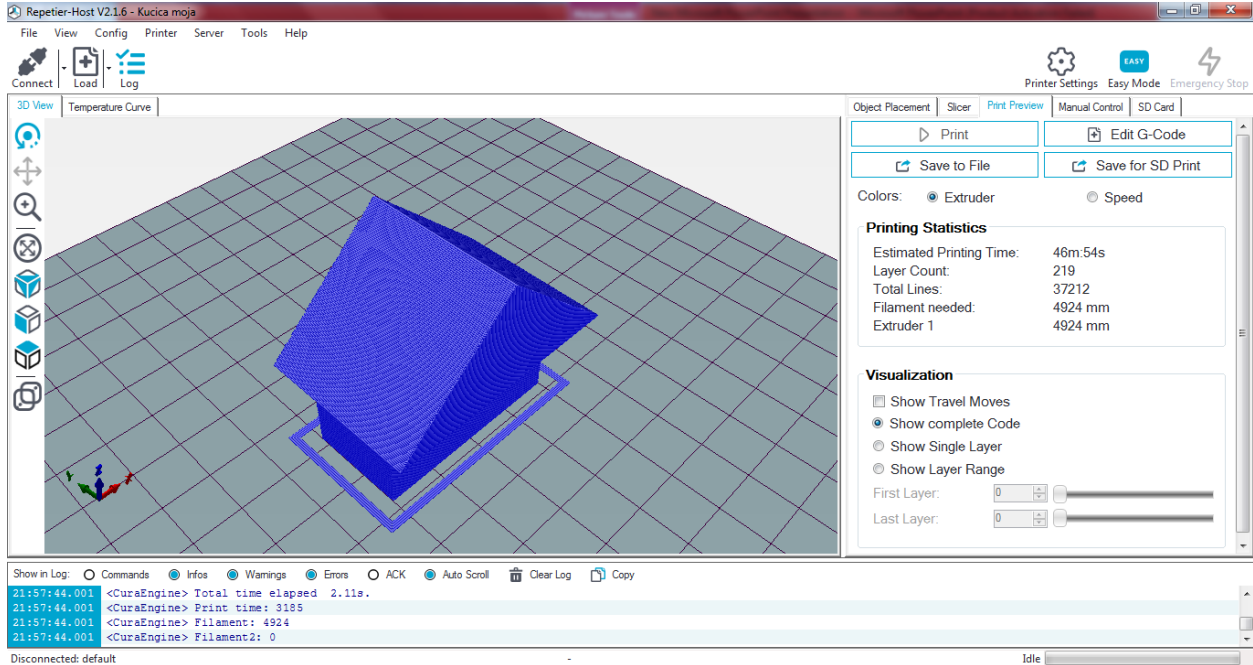 Repetier-Host V2.1.6 - Kucica moja
File View Config Printer Server Tools Help
Connect Load Log Printer Settings EASY Easy Mode Emergency Stop
3D View Temperature Curve
Object Placement Slicer Print Preview Manual Control SD Card
Print Edit G-Code
Save to File Save for SD Print
Colors: Extruder Speed
Printing Statistics
Estimated Printing Time: 46m:54s
Layer Count: 219
Total Lines: 37212
Filament needed: 4924 mm
Extruder 1 4924 mm
Visualization
Show Travel Moves
Show complete Code
Show Single Layer
Show Layer Range
First Layer: 0
Last Layer: 0
Y Z X
Show in Log: Commands Infos Warnings Errors ACK Auto Scroll Clear Log Copy
21:57:44.001 <CuraEngine> Total time elapsed 2.11s.
21:57:44.001 <CuraEngine> Print time: 3185
21:57:44.001 <CuraEngine> Filament: 4924
21:57:44.001 <CuraEngine> Filament2: 0
Disconnected: default - Idle